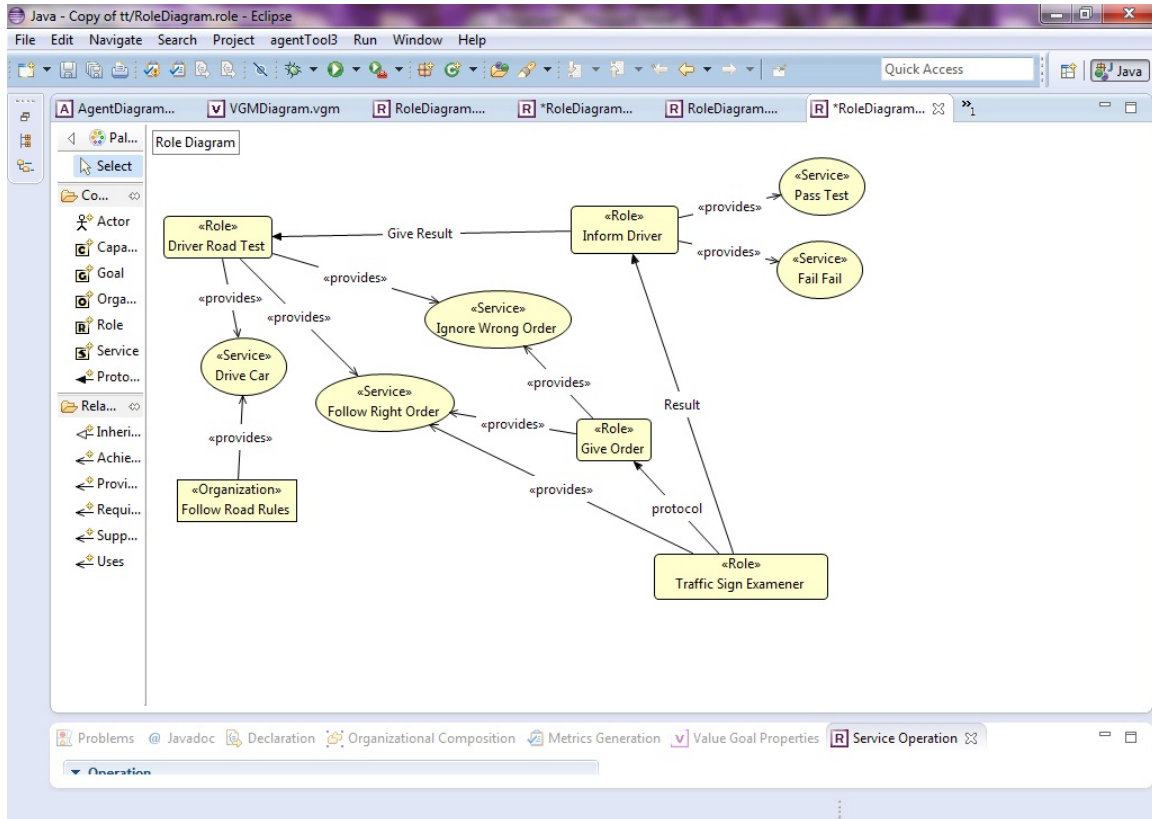 Java - Copy of tt/RoleDiagram.role - Eclipse
File Edit Navigate Search Project agentTool3 Run Window Help
Quick Access
Java
AgentDiagram...
VGMDiagram.vgm
RoleDiagram....
*RoleDiagram...
RoleDiagram....
*RoleDiagram...
»1
Pal...
Select
Co...
Actor
Capa...
Goal
Orga...
Role
Service
Proto...
Rela...
Inheri...
Achie...
Provi...
Requi...
Supp...
Uses
Role Diagram
«Service»
Pass Test
«provides»
«Role»
Inform Driver
«Role»
Driver Road Test
Give Result
«provides»
«Service»
Fail Fail
«provides»
«provides»
«provides»
«Service»
Ignore Wrong Order
«Service»
Drive Car
«provides»
«Service»
Follow Right Order
Result
«provides»
«Role»
Give Order
«provides»
«Organization»
Follow Road Rules
«provides»
protocol
«Role»
Traffic Sign Examener
Problems
@ Javadoc
Declaration
Organizational Composition
Metrics Generation
Value Goal Properties
Service Operation
Operation